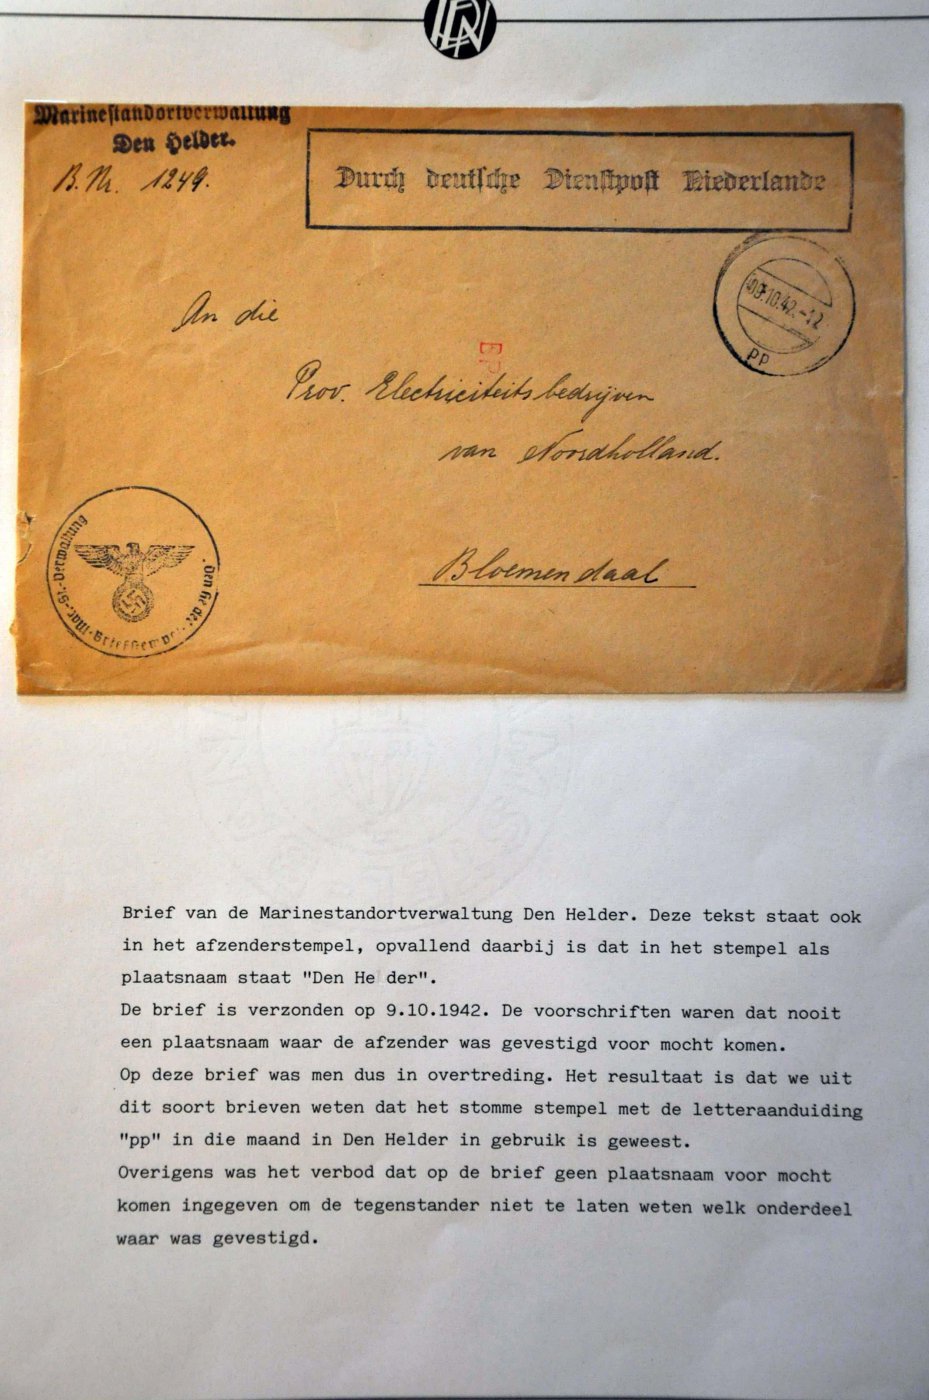 Marinestandortverwaltung
Den Helder.
B. Nr. 1249.
Durch deutsche Dienstpost Niederlande
09.10.42.-12
pp
An die
Prov. Electriciteitsbedrijven
van Noordholland.
Bloemendaal
Brief van de Marinestandortverwaltung Den Helder. Deze tekst staat ook
in het afzenderstempel, opvallend daarbij is dat in het stempel als
plaatsnaam staat "Den He der".
De brief is verzonden op 9.10.1942. De voorschriften waren dat nooit
een plaatsnaam waar de afzender was gevestigd voor mocht komen.
Op deze brief was men dus in overtreding. Het resultaat is dat we uit
dit soort brieven weten dat het stomme stempel met de letteraanduiding
"pp" in die maand in Den Helder in gebruik is geweest.
Overigens was het verbod dat op de brief geen plaatsnaam voor mocht
komen ingegeven om de tegenstander niet te laten weten welk onderdeel
waar was gevestigd.